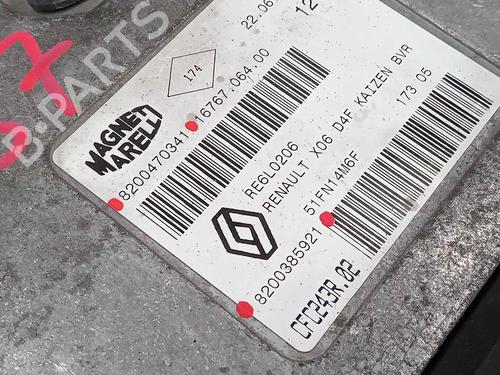 B-PARTS
7
174
22.06
12
MAGNETI
MARELLI
8200470341
16767.064.00
RE6L0206
RENAULT X06 D4F KAIZEN BVR
173 05
8200385921
51FN14M6F
CFC243R.02